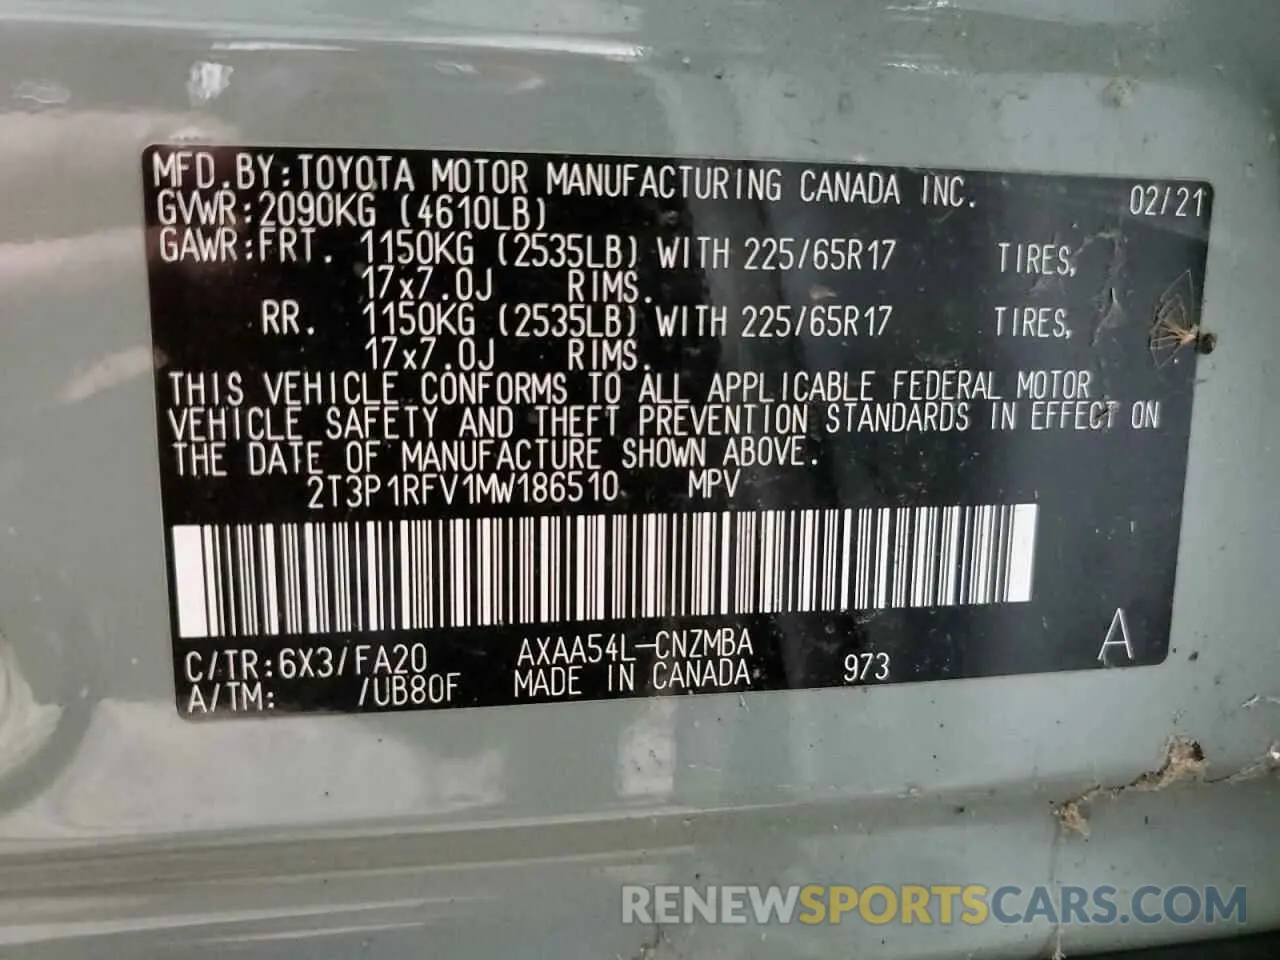 MFD.BY:TOYOTA MOTOR MANUFACTURING CANADA INC. 02/21
GVWR:2090KG (4610LB)
GAWR:FRT. 1150KG (2535LB) WITH 225/65R17 TIRES,
17x7.0J RIMS.
RR. 1150KG (2535LB) WITH 225/65R17 TIRES,
17x7.0J RIMS.
THIS VEHICLE CONFORMS TO ALL APPLICABLE FEDERAL MOTOR
VEHICLE SAFETY AND THEFT PREVENTION STANDARDS IN EFFECT ON
THE DATE OF MANUFACTURE SHOWN ABOVE.
2T3P1RFV1MW186510 MPV
C/TR:6X3/FA20 AXAA54L-CNZMBA A
A/TM: /UB80F MADE IN CANADA 973
RENEWSPORTSCARS.COM